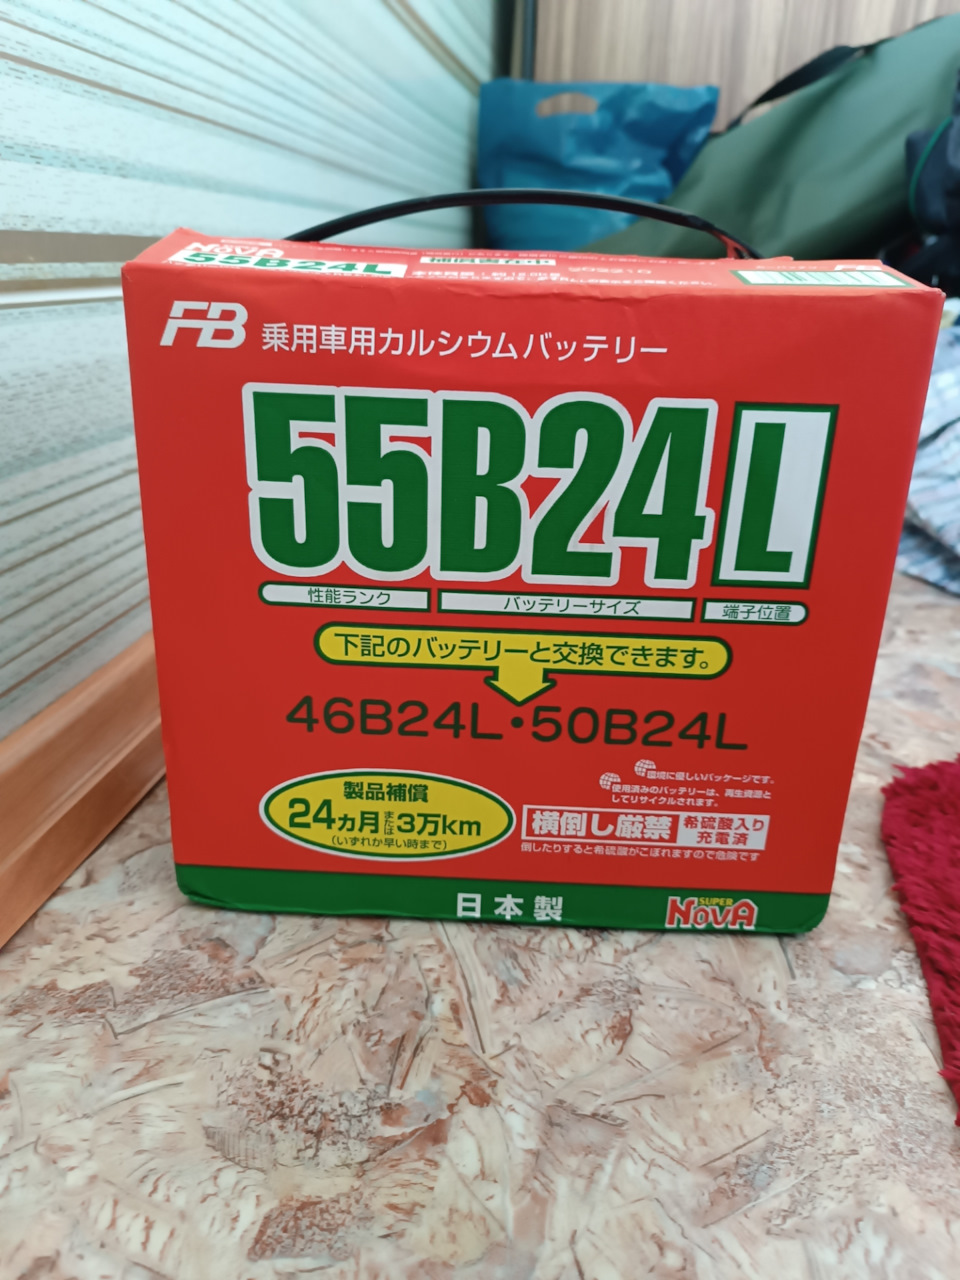 NOVA
55B24L
FB 乗用車用カルシウムバッテリー
55B24L
性能ランク バッテリーサイズ 端子位置
下記のバッテリーと交換できます。
46B24L・50B24L
環境に優しいパッケージです。
使用済みのバッテリーは、再生資源と
してリサイクルされます。
製品補償
24ヵ月または3万km
(いずれか早い時まで)
横倒し厳禁 希硫酸入り
充電済
倒したりすると希硫酸がこぼれますので危険です
日本製
SUPER
NOVA